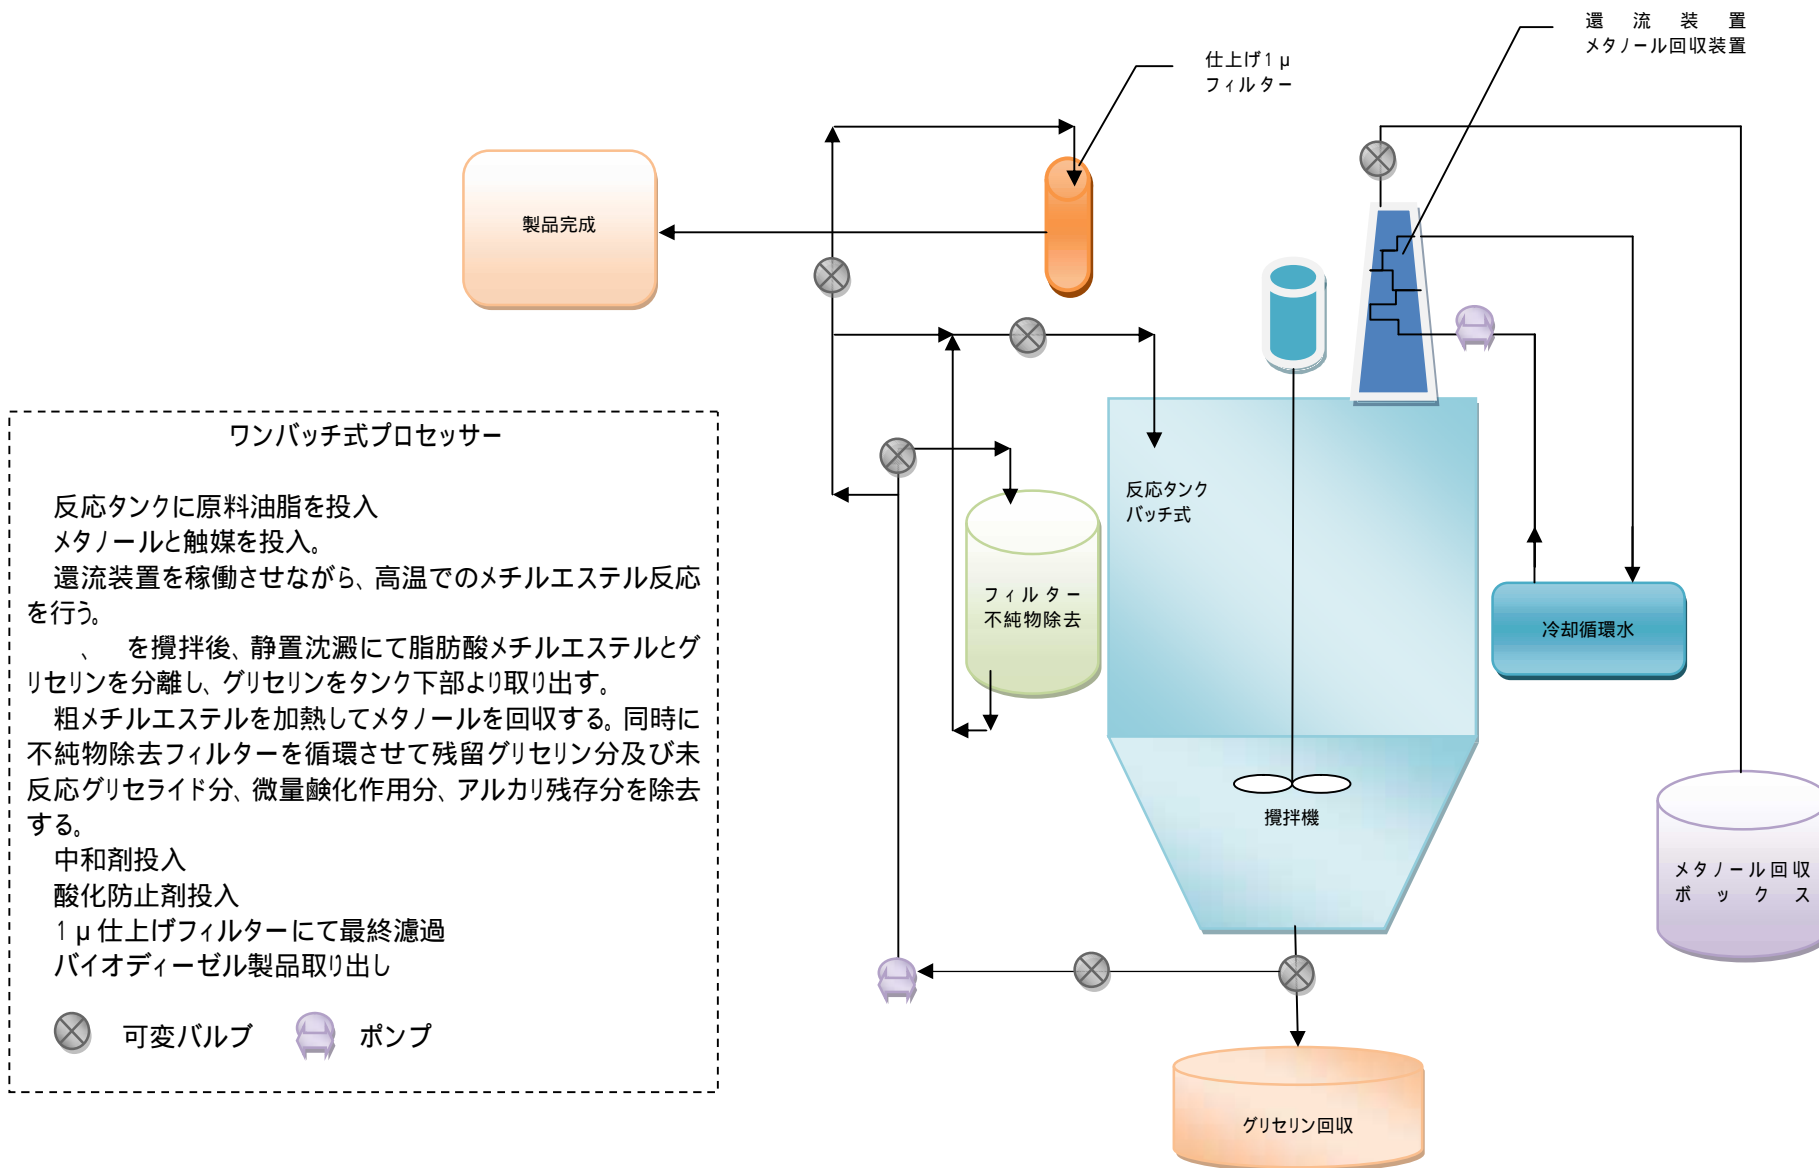 還流装置
メタノール回収装置
仕上げ1μ
フィルター
製品完成
ワンバッチ式プロセッサー
反応タンクに原料油脂を投入
メタノールと触媒を投入。
還流装置を稼働させながら、高温でのメチルエステル反応
を行う。
、 を攪拌後、静置沈澱にて脂肪酸メチルエステルとグ
リセリンを分離し、グリセリンをタンク下部より取り出す。
粗メチルエステルを加熱してメタノールを回収する。同時に
不純物除去フィルターを循環させて残留グリセリン分及び未
反応グリセライド分、微量鹸化作用分、アルカリ残存分を除去
する。
中和剤投入
酸化防止剤投入
1μ仕上げフィルターにて最終濾過
バイオディーゼル製品取り出し
可変バルブ
ポンプ
反応タンク
バッチ式
フィルター
不純物除去
冷却循環水
攪拌機
メタノール回収
ボックス
グリセリン回収